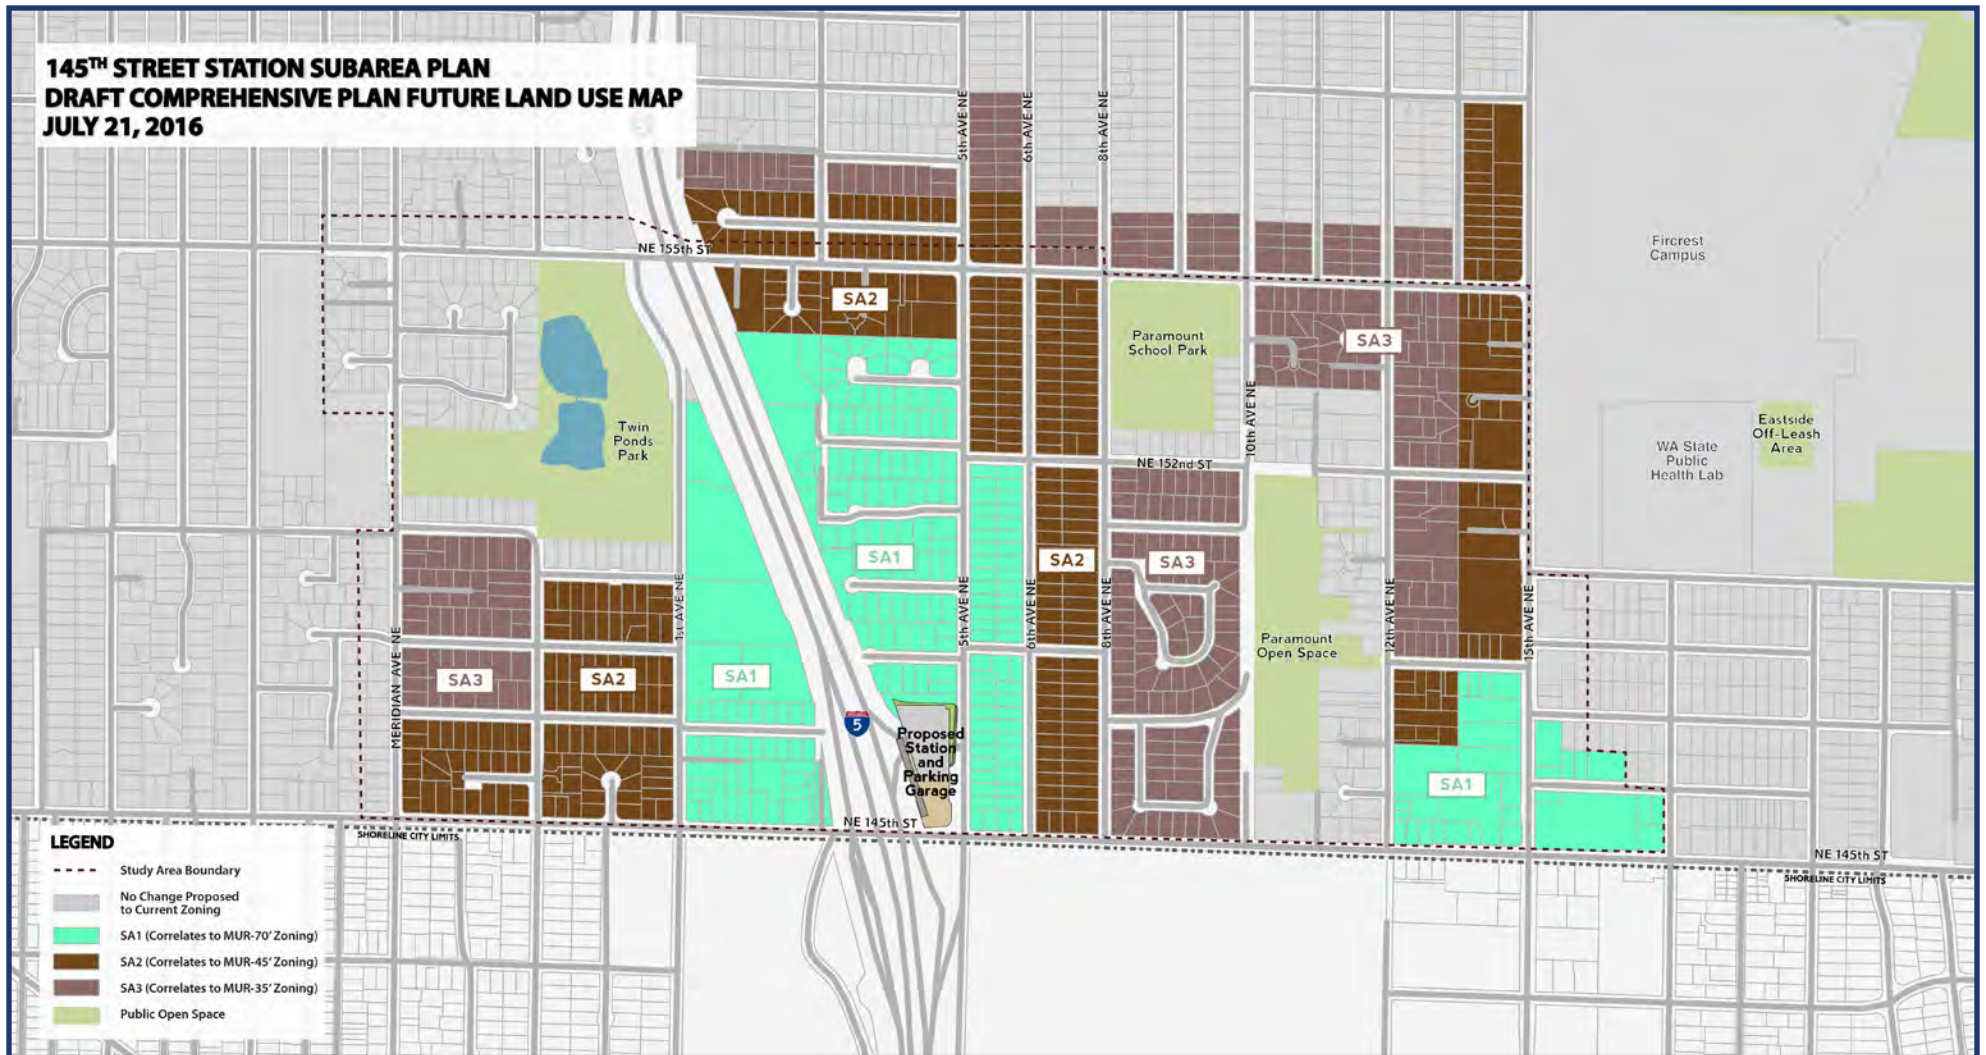 145TH STREET STATION SUBAREA PLAN
DRAFT COMPREHENSIVE PLAN FUTURE LAND USE MAP
JULY 21, 2016
5th AVE NE
6th AVE NE
8th AVE NE
NE 155th ST
Fircrest
Campus
SA2
Paramount
School Park
SA3
Twin
Ponds
Park
10th AVE NE
NE 152nd ST
Eastside
Off-Leash
Area
WA State
Public
Health Lab
SA1
SA2
SA3
MERIDIAN AVE NE
1st AVE NE
5th AVE NE
6th AVE NE
8th AVE NE
12th AVE NE
15th AVE NE
Paramount
Open Space
SA3
SA2
SA1
5
Proposed
Station
and
Parking
Garage
SA1
NE 145th ST
SHORELINE CITY LIMITS
NE 145th ST
SHORELINE CITY LIMITS
LEGEND
Study Area Boundary
No Change Proposed
to Current Zoning
SA1 (Correlates to MUR-70' Zoning)
SA2 (Correlates to MUR-45' Zoning)
SA3 (Correlates to MUR-35' Zoning)
Public Open Space